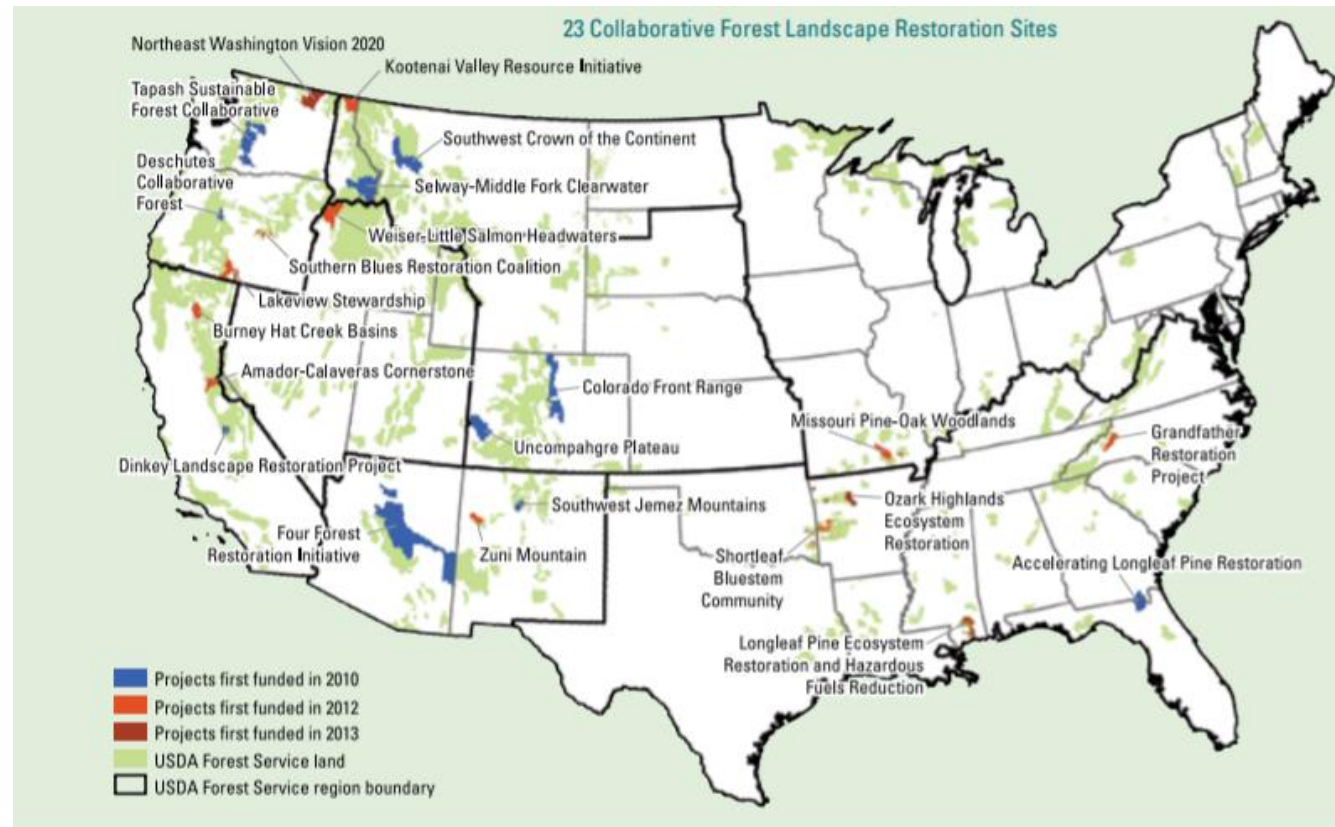 23 Collaborative Forest Landscape Restoration Sites
Northeast Washington Vision 2020
Kootenai Valley Resource Initiative
Tapash Sustainable
Forest Collaborative
Southwest Crown of the Continent
Deschutes
Collaborative
Forest
Selway-Middle Fork Clearwater
Weiser-Little Salmon Headwaters
Southern Blues Restoration Coalition
Lakeview Stewardship
Burney Hat Creek Basins
Amador-Calaveras Cornerstone
Colorado Front Range
Missouri Pine-Oak Woodlands
Grandfather
Restoration
Project
Uncompahgre Plateau
Dinkey Landscape Restoration Project
Southwest Jemez Mountains
Ozark Highlands
Ecosystem
Restoration
Four Forest
Restoration Initiative
Zuni Mountain
Shortleaf
Bluestem
Community
Accelerating Longleaf Pine Restoration
Longleaf Pine Ecosystem
Restoration and Hazardous
Fuels Reduction
Projects first funded in 2010
Projects first funded in 2012
Projects first funded in 2013
USDA Forest Service land
USDA Forest Service region boundary